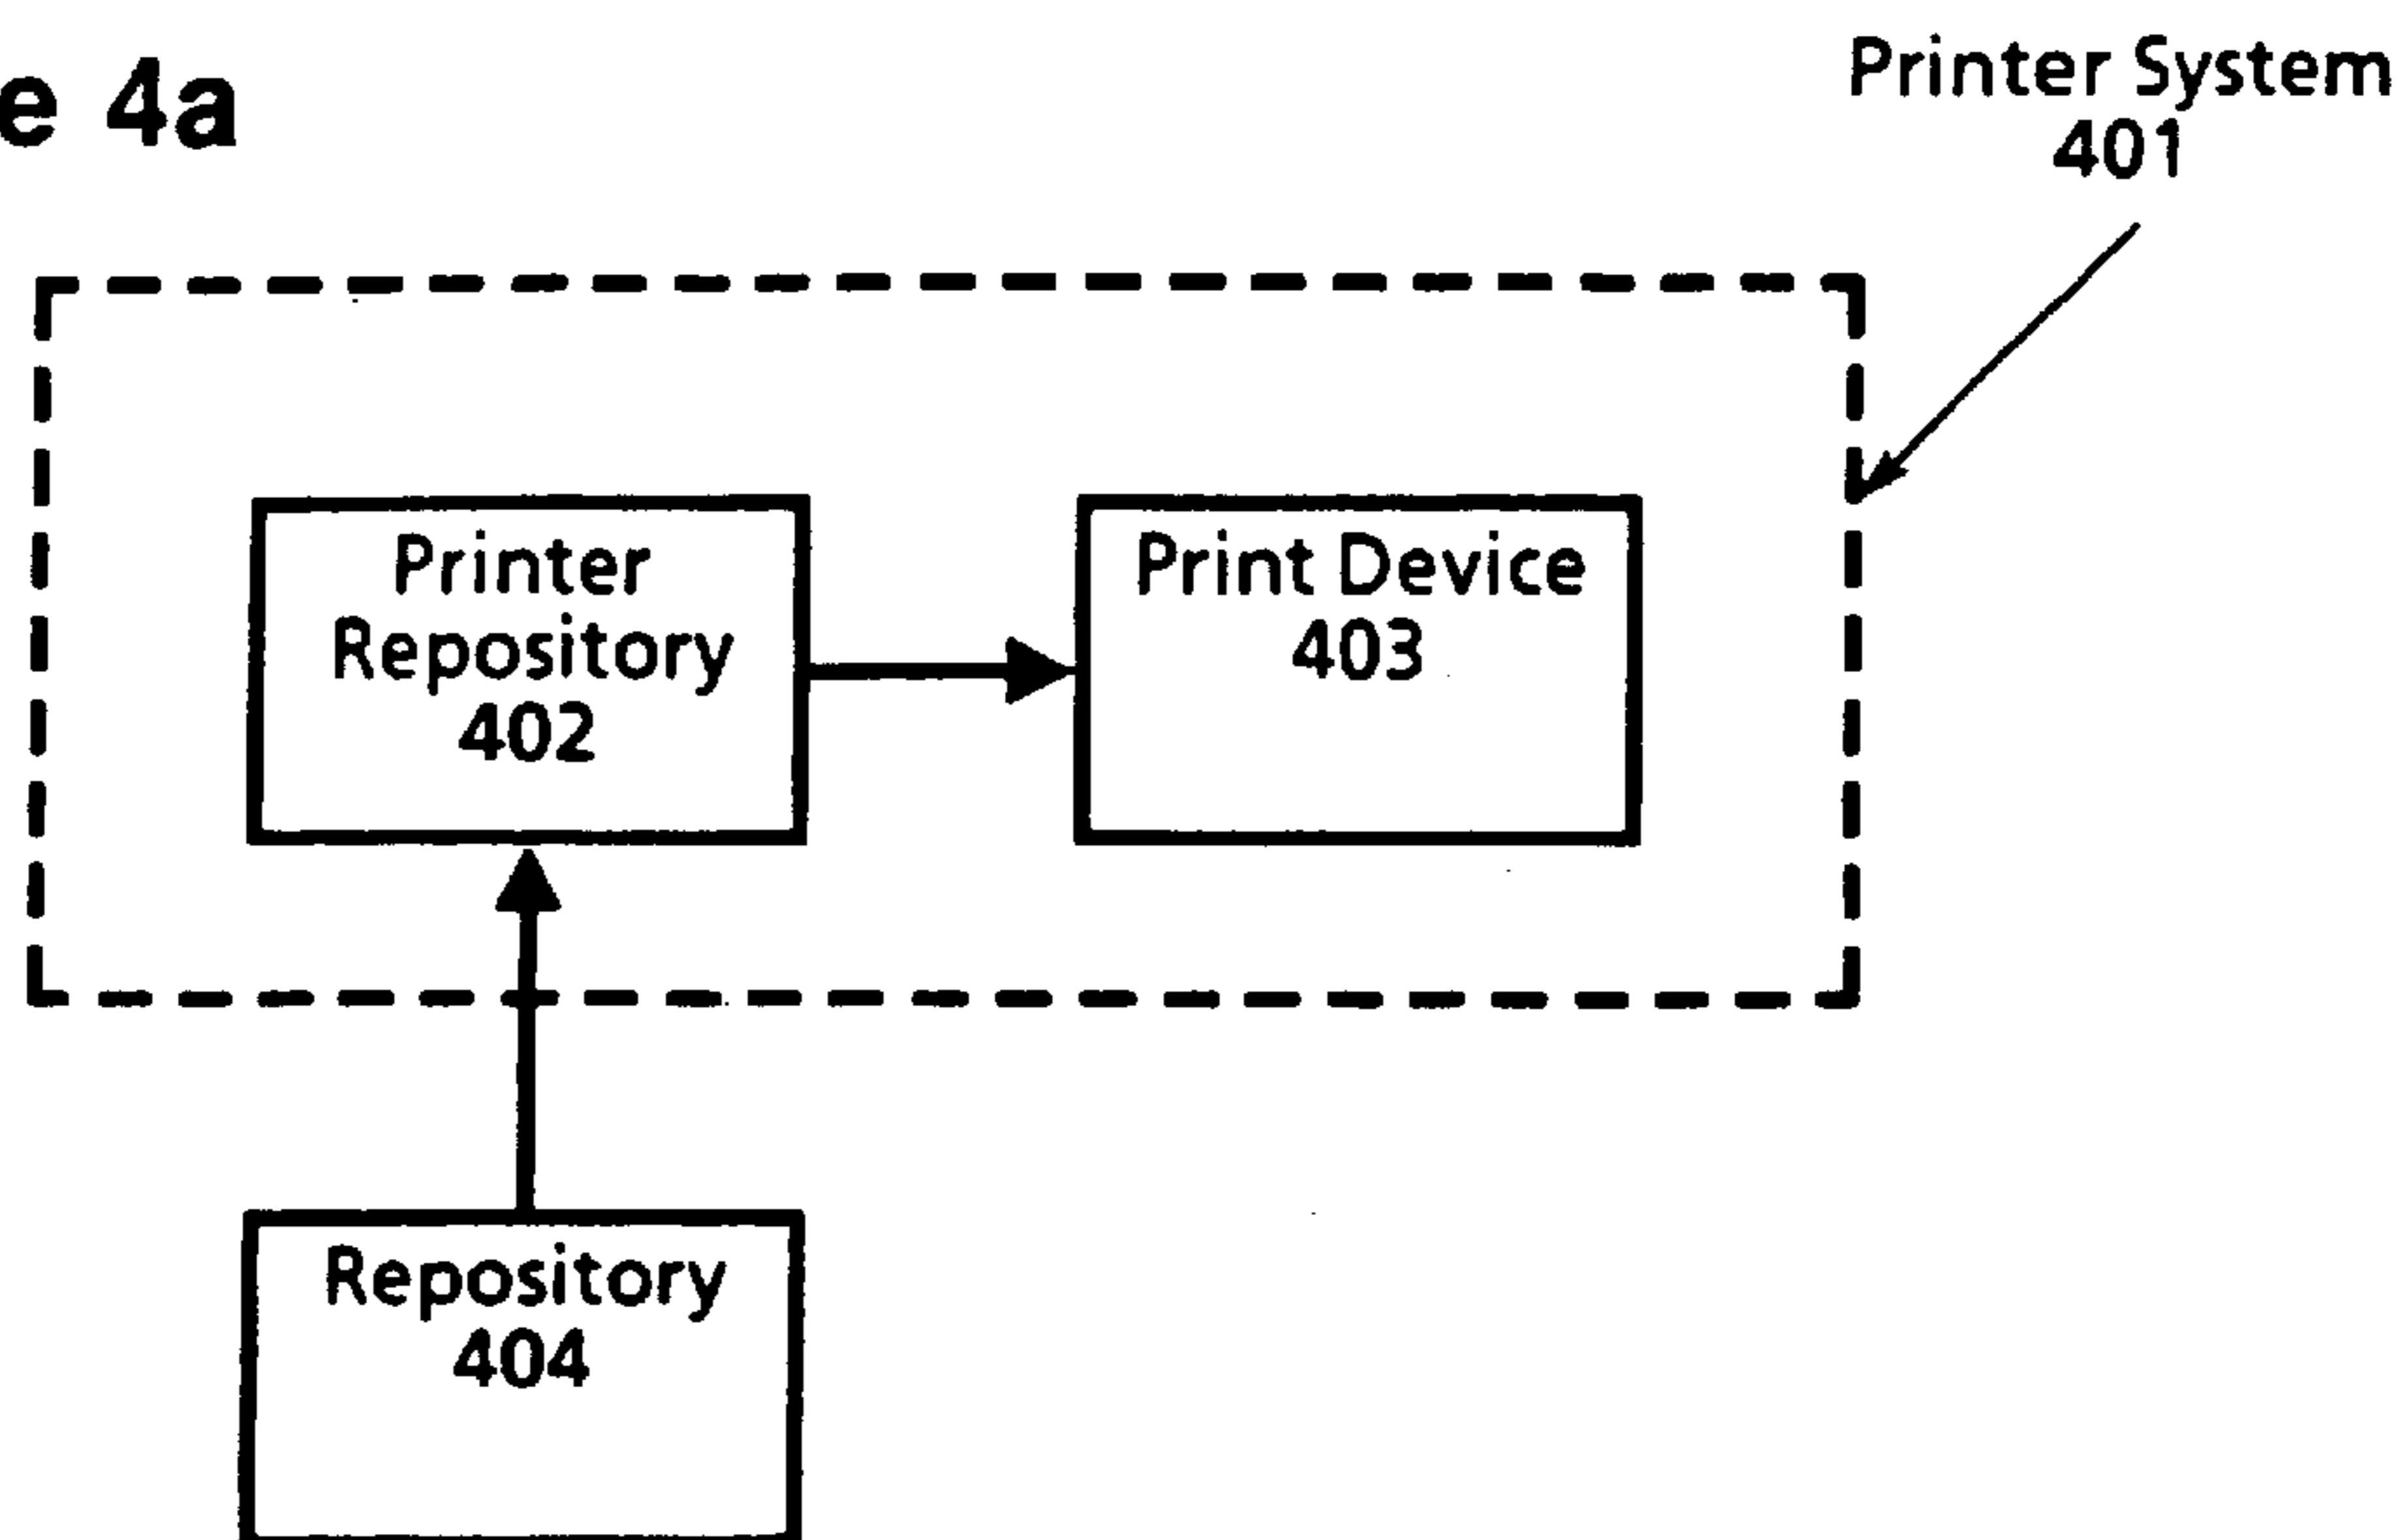 e 4a
Printer System
401
Printer
Repository
402
Print Device
403
Repository
404